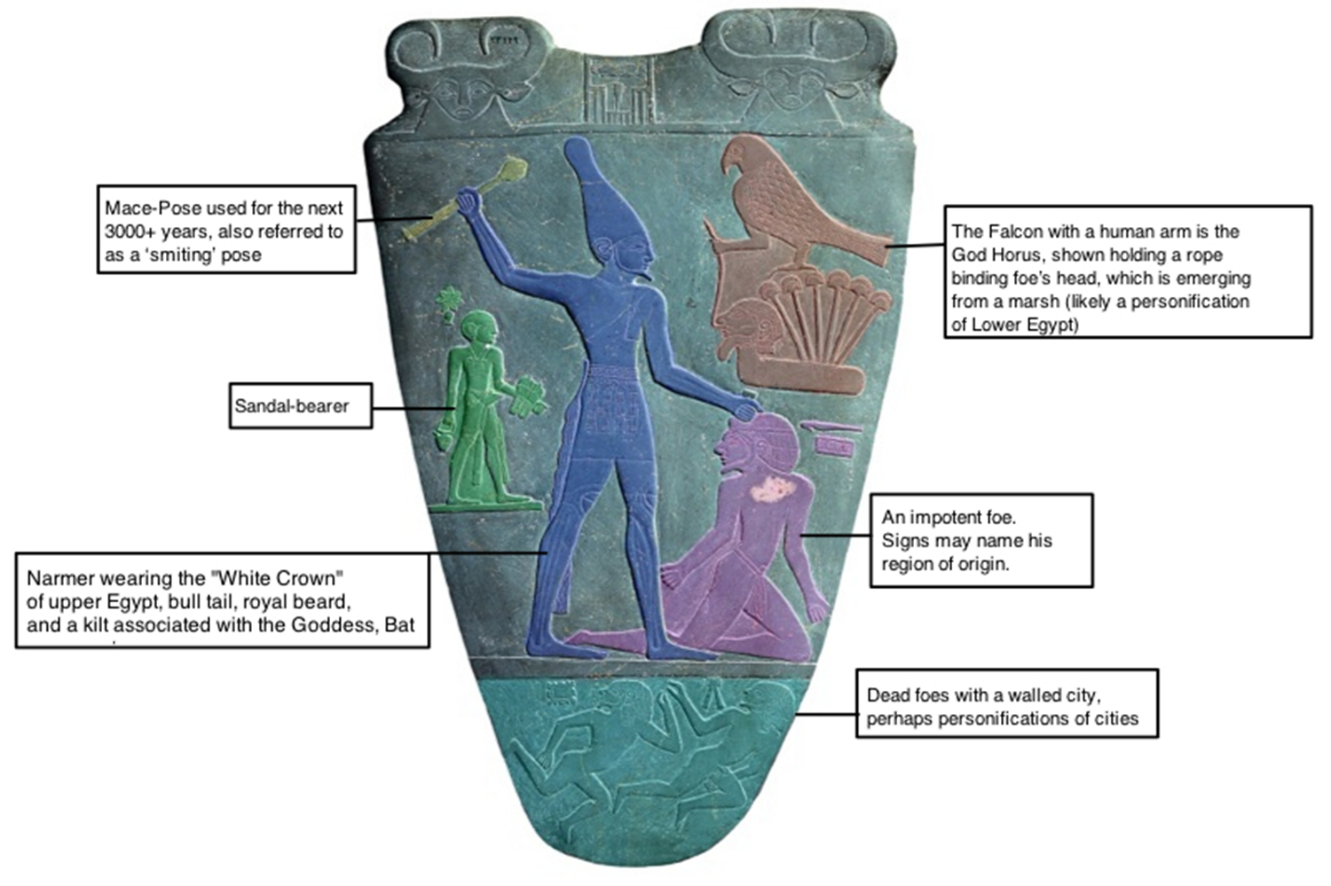 Mace-Pose used for the next
3000+ years, also referred to
as a ‘smiting’ pose
The Falcon with a human arm is the
God Horus, shown holding a rope
binding foe’s head, which is emerging
from a marsh (likely a personification
of Lower Egypt)
Sandal-bearer
An impotent foe.
Signs may name his
region of origin.
Narmer wearing the "White Crown"
of upper Egypt, bull tail, royal beard,
and a kilt associated with the Goddess, Bat
Dead foes with a walled city,
perhaps personifications of cities